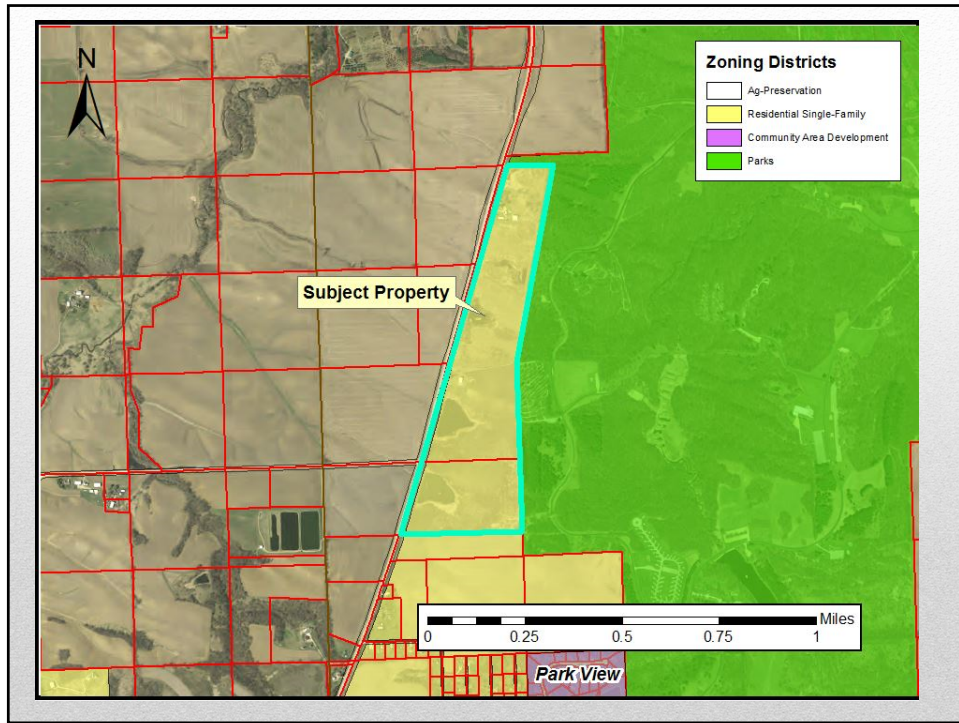 N
Zoning Districts
Ag-Preservation
Residential Single-Family
Community Area Development
Parks
Subject Property
Miles
0 0.25 0.5 0.75 1
Park View